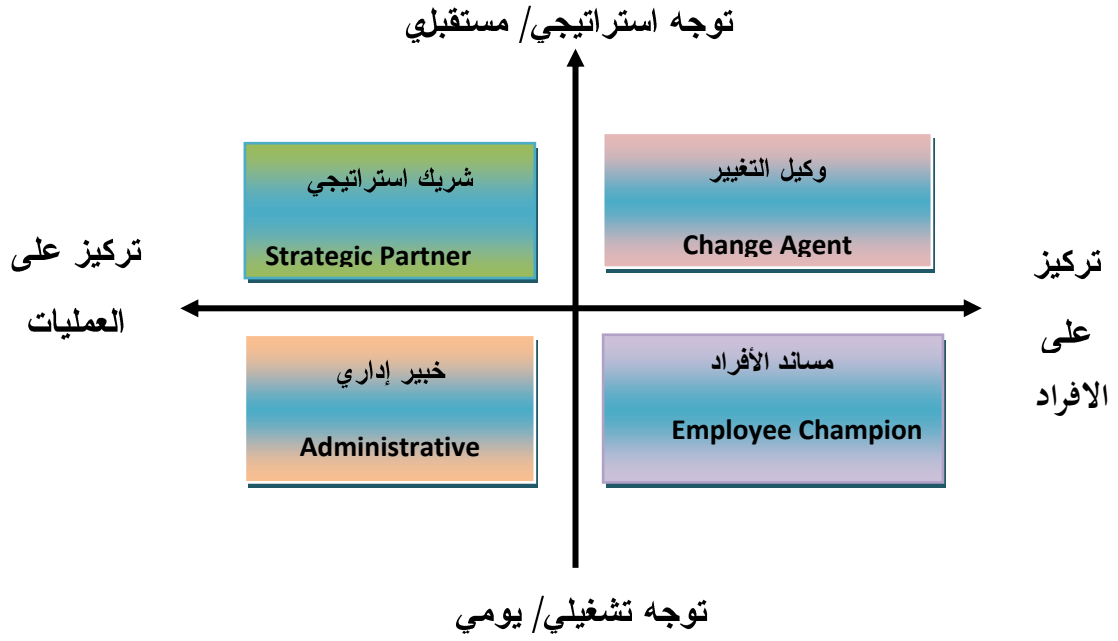 توجه استراتيجي/ مستقبلي
شريك استراتيجي
Strategic Partner
وكيل التغيير
Change Agent
تركيز على
العمليات
تركيز
على
الافراد
خبير إداري
Administrative
مساند الأفراد
Employee Champion
توجه تشغيلي/ يومي